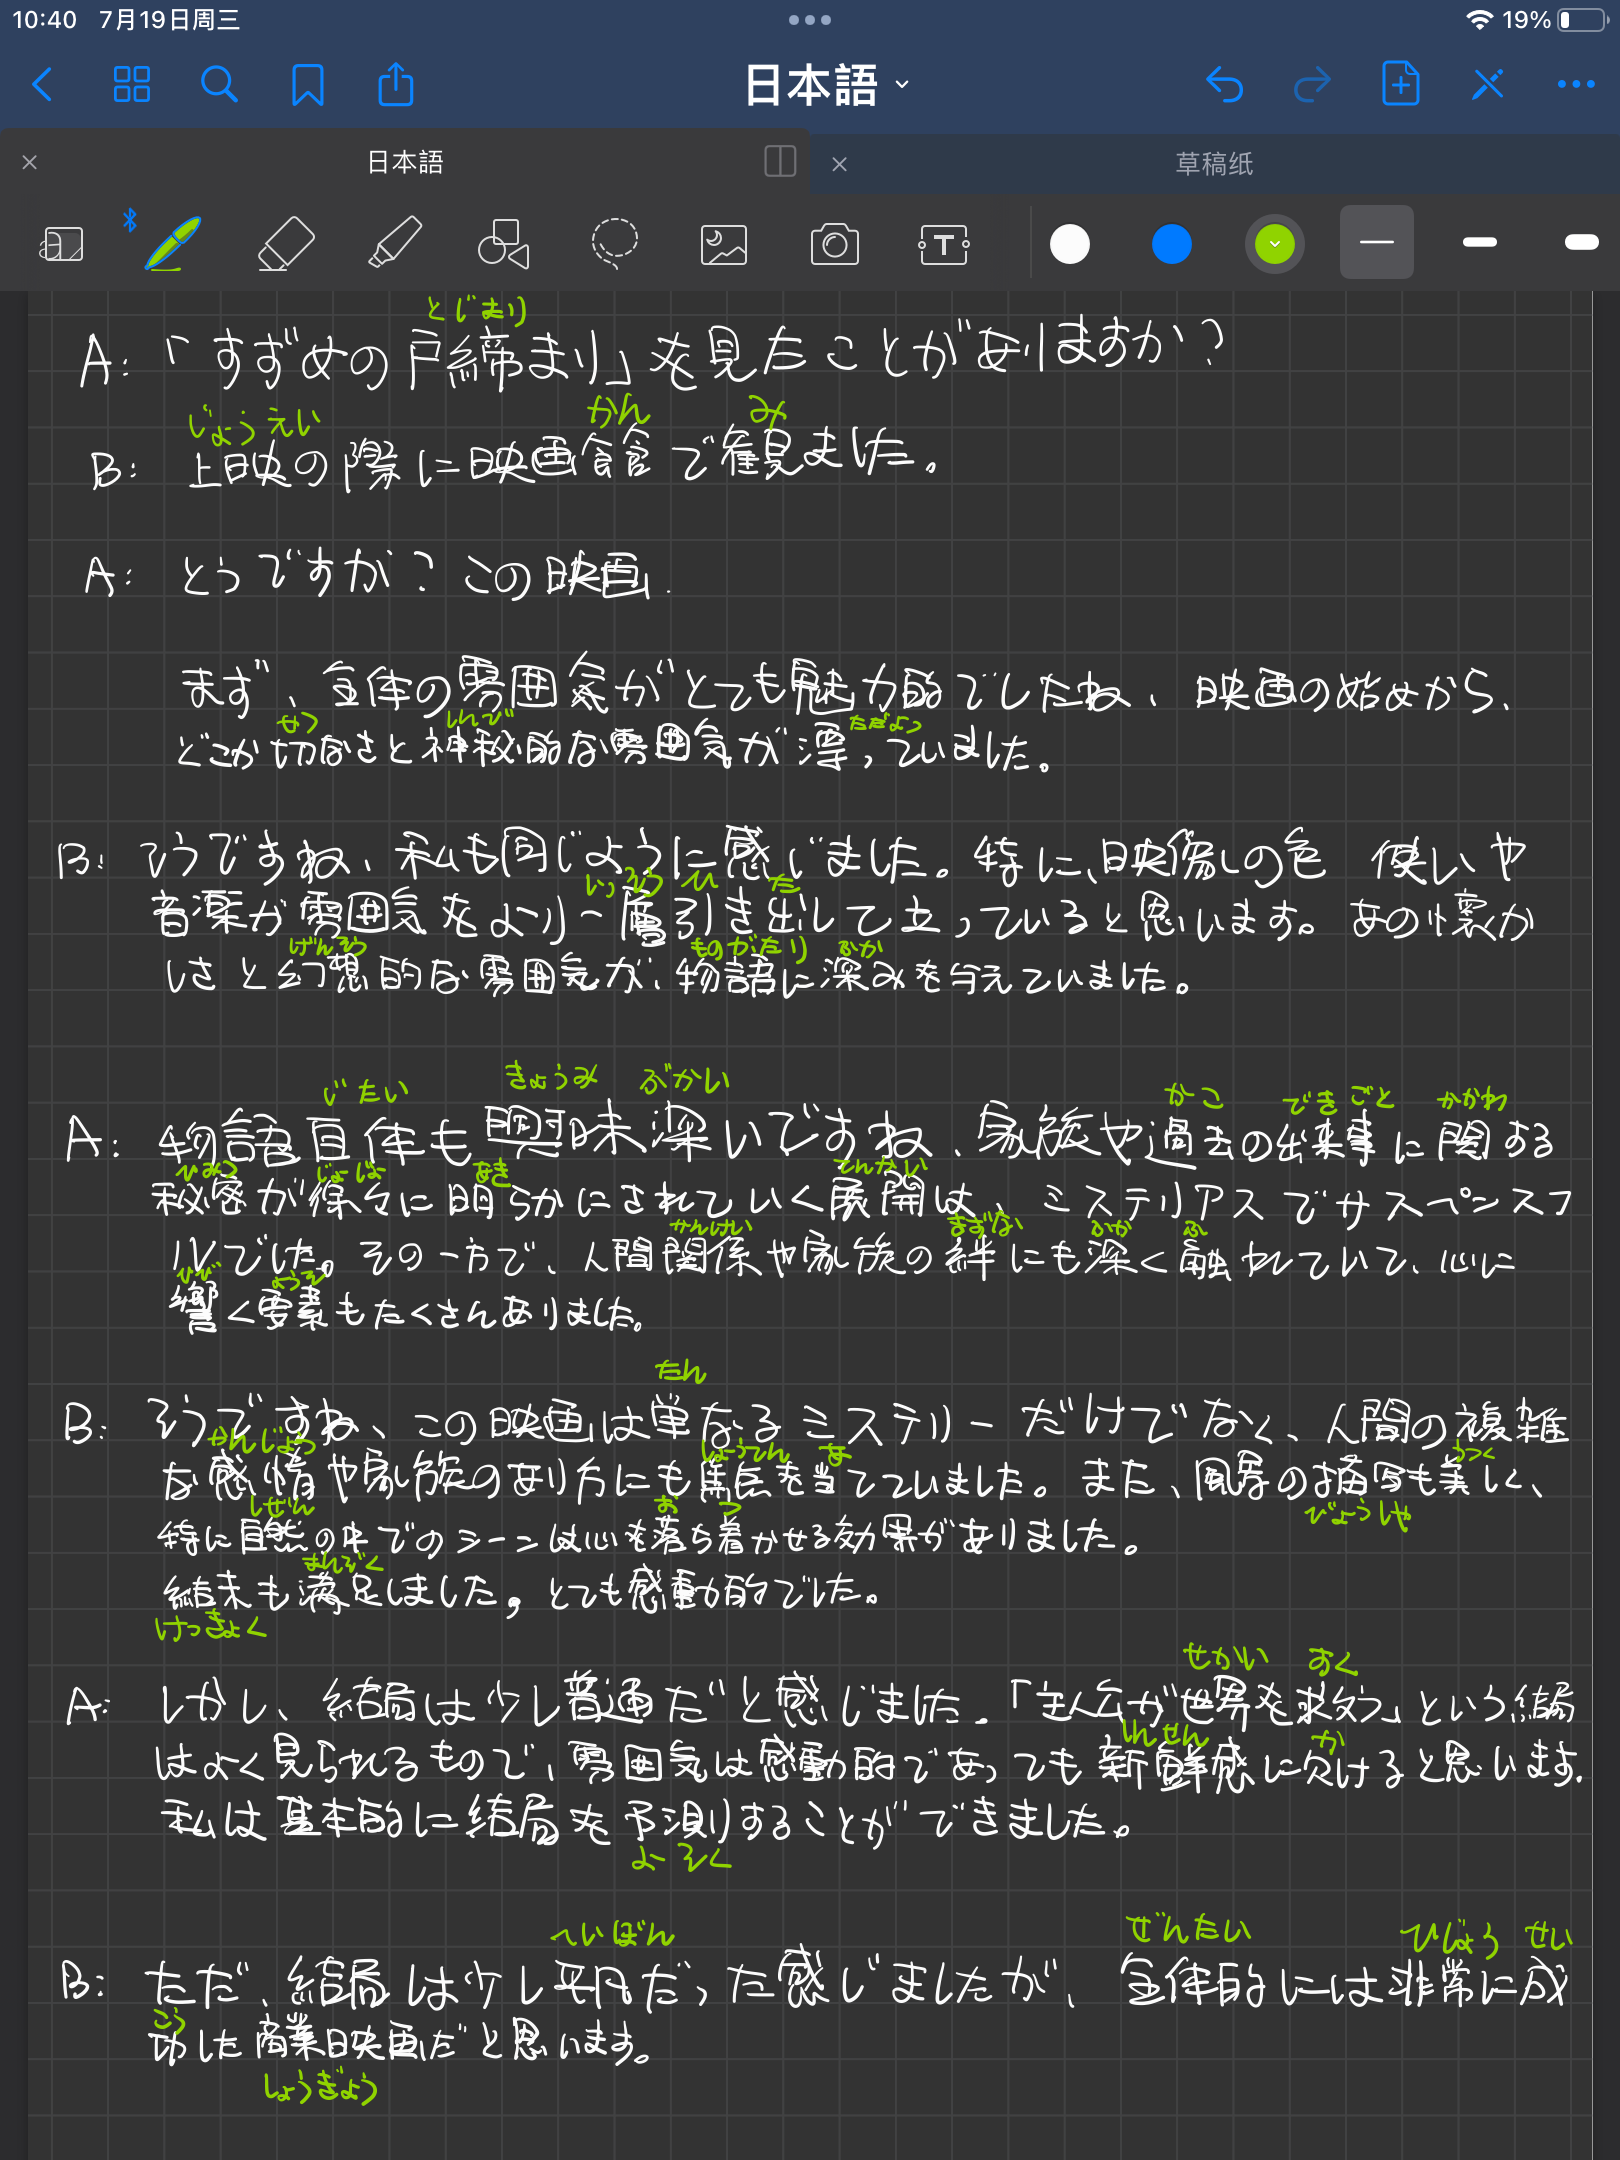 10:40 7月19日周三
19%
日本語
日本語
草稿纸
とじまり
A: 「すずめの戸締まり」を見たことがありますか?
じょうえい かん み
B: 上映の際に映画館で観見ました。
A: とうですか? この映画.
まず、全体の雰囲気がとても魅力的でしたね、映画の始めから、
せつ しんぴ ただよっ
どこか切なさと神秘的な雰囲気が漂っていました。
B: そうですね、私も同じように感じました。特に、映像しの色 使いや
いっそう ひ た
音楽が雰囲気をより一層引き出して立っていると思います。あの懐か
げんそう ものがたり ふか
しさと幻想的な雰囲気が、物語に深みを与えていました。
じたい きょうみ ぶかい かこ できごと かかわ
A: 物語自体も興味深いですね、家族や過去の出来事に関する
ひみつ じょじょ あき てんかい
秘密が徐々に明らかにされていく展開は、ミステリアスでサスペンスフ
かんけい きずな ふか ふ
ルでした。その一方で、人間関係や家族の絆にも深く触れていて、心に
ひび ようそ
響く要素もたくさんありました。
たん
B: そうですね、この映画は単なるミステリーだけでなく、人間の複雑
かんじょう しょうてん あ うつく
な感情や家族のあり方にも焦点を当てていました。また、風景の描写も美しく、
しぜん お つ びょうしゃ
特に自然の中でのシーンは心を落ち着かせる効果がありました。
まんぞく
結末も満足しました。とても感動的でした。
けっきょく
せかい すく
A: しかし、結局は少し普通だと感じました。「主人公が世界を救う」という結局
しんせん か
はよく見られるもので、雰囲気は感動的であっても新鮮感に欠けると思います.
私は基本的に結局を予測りすることができました。
よーそく
へいぼん ぜんたい ひじょう せい
B: ただ、結局は少し平凡だった感じましたが、全体的には非常に成
こう
功した商業映画だと思います。
しょうぎょう